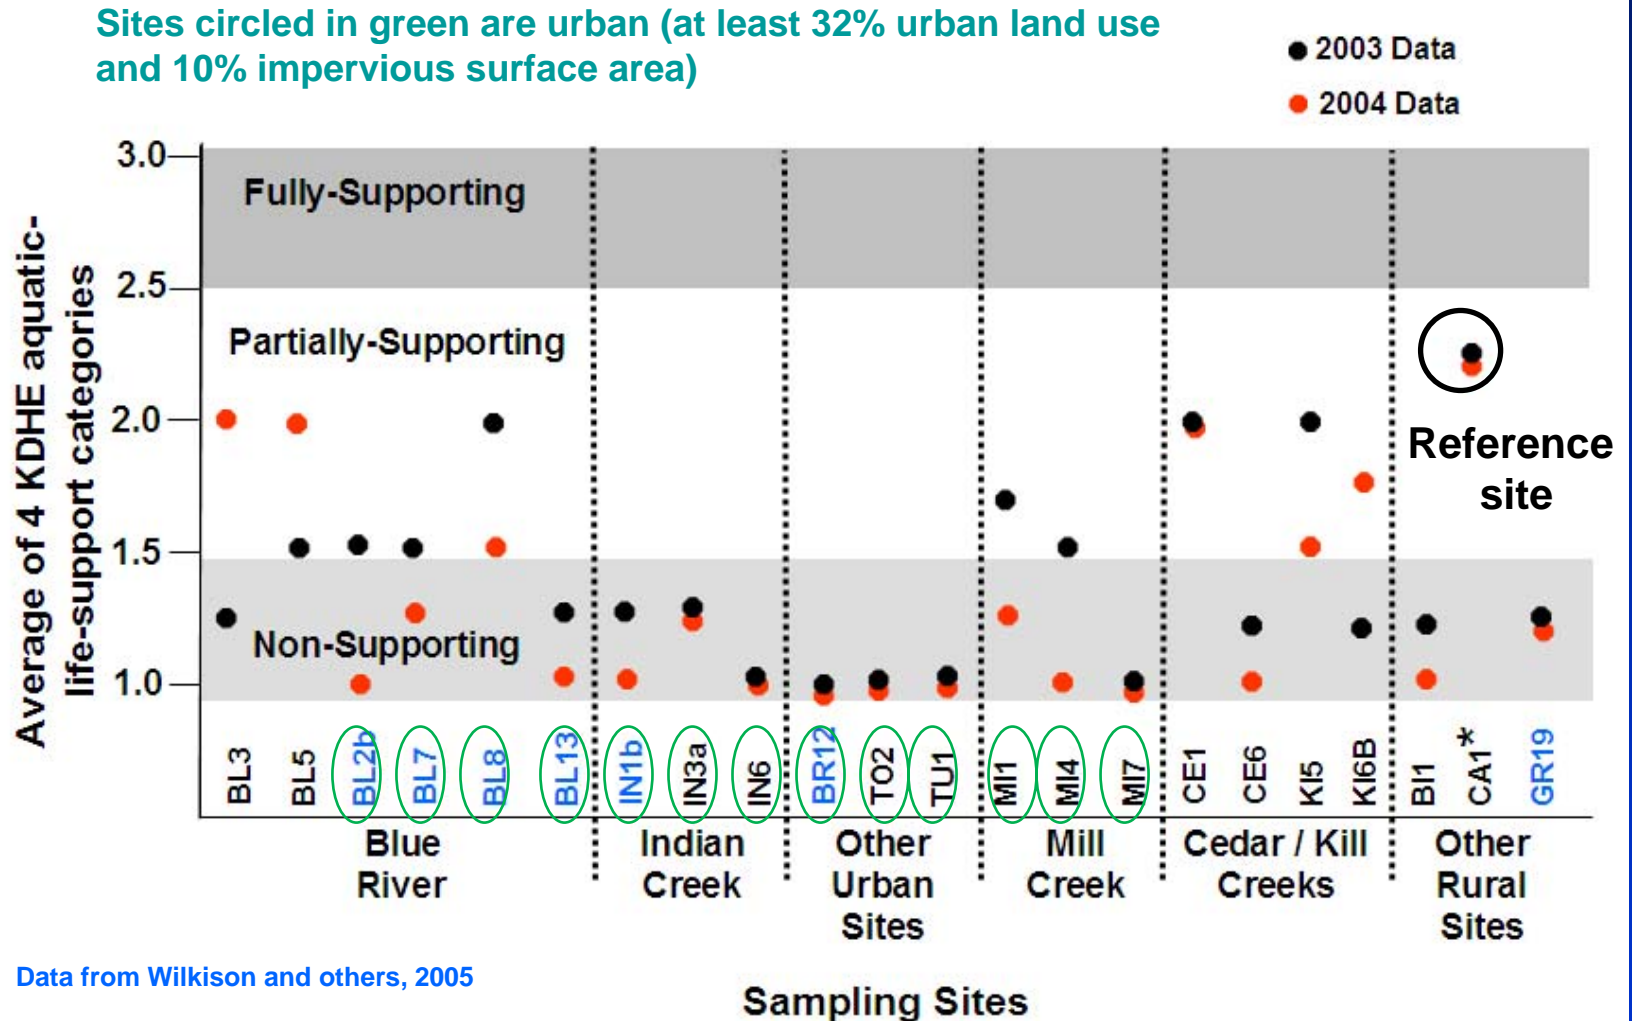 Sites circled in green are urban (at least 32% urban land use
and 10% impervious surface area)
2003 Data
2004 Data
Average of 4 KDHE aquatic-
life-support categories
3.0
2.5
2.0
1.5
1.0
Fully-Supporting
Partially-Supporting
Non-Supporting
Reference
site
BL3
BL5
BL2b
BL7
BL8
BL13
IN1b
IN3a
IN6
BR12
TO2
TU1
MI1
MI4
MI7
CE1
CE6
KI5
KI6B
BI1
CA1*
GR19
Blue
River
Indian
Creek
Other
Urban
Sites
Mill
Creek
Cedar / Kill
Creeks
Other
Rural
Sites
Data from Wilkison and others, 2005
Sampling Sites